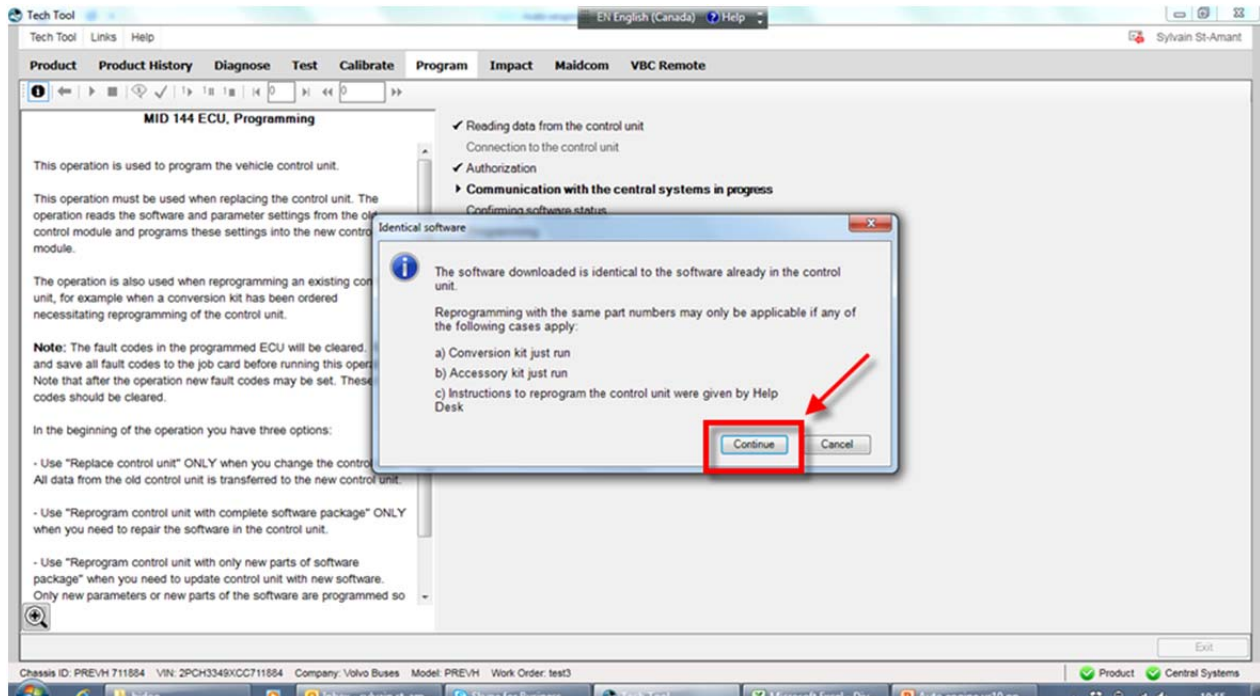 Tech Tool
EN English (Canada) Help
Tech Tool Links Help
Sylvain St-Amant
Product Product History Diagnose Test Calibrate Program Impact Maidcom VBC Remote
0 0
MID 144 ECU, Programming
This operation is used to program the vehicle control unit.
This operation must be used when replacing the control unit. The
operation reads the software and parameter settings from the old
control module and programs these settings into the new contro
module.
The operation is also used when reprogramming an existing con
unit, for example when a conversion kit has been ordered
necessitating reprogramming of the control unit.
Note: The fault codes in the programmed ECU will be cleared.
and save all fault codes to the job card before running this opera
Note that after the operation new fault codes may be set. These
codes should be cleared.
In the beginning of the operation you have three options:
- Use "Replace control unit" ONLY when you change the control
All data from the old control unit is transferred to the new control unit.
- Use "Reprogram control unit with complete software package" ONLY
when you need to repair the software in the control unit.
- Use "Reprogram control unit with only new parts of software
package" when you need to update control unit with new software.
Only new parameters or new parts of the software are programmed so
Reading data from the control unit
Connection to the control unit
Authorization
Communication with the central systems in progress
Confirming software status
Identical software
The software downloaded is identical to the software already in the control
unit.
Reprogramming with the same part numbers may only be applicable if any of
the following cases apply:
a) Conversion kit just run
b) Accessory kit just run
c) Instructions to reprogram the control unit were given by Help
Desk
Continue Cancel
Exit
Chassis ID: PREVH 711884 VIN: 2PCH3349XCC711884 Company: Volvo Buses Model: PREVH Work Order: test3
Product Central Systems